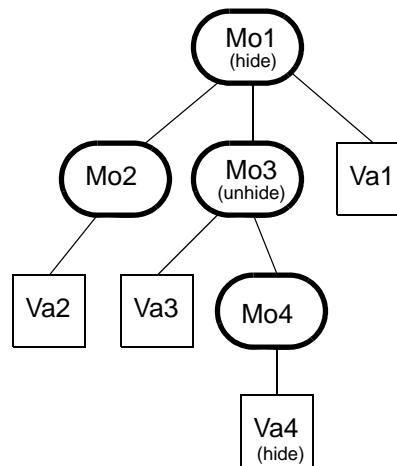 Mo1
(hide)
Mo2
Mo3
(unhide)
Va1
Va2
Va3
Mo4
Va4
(hide)